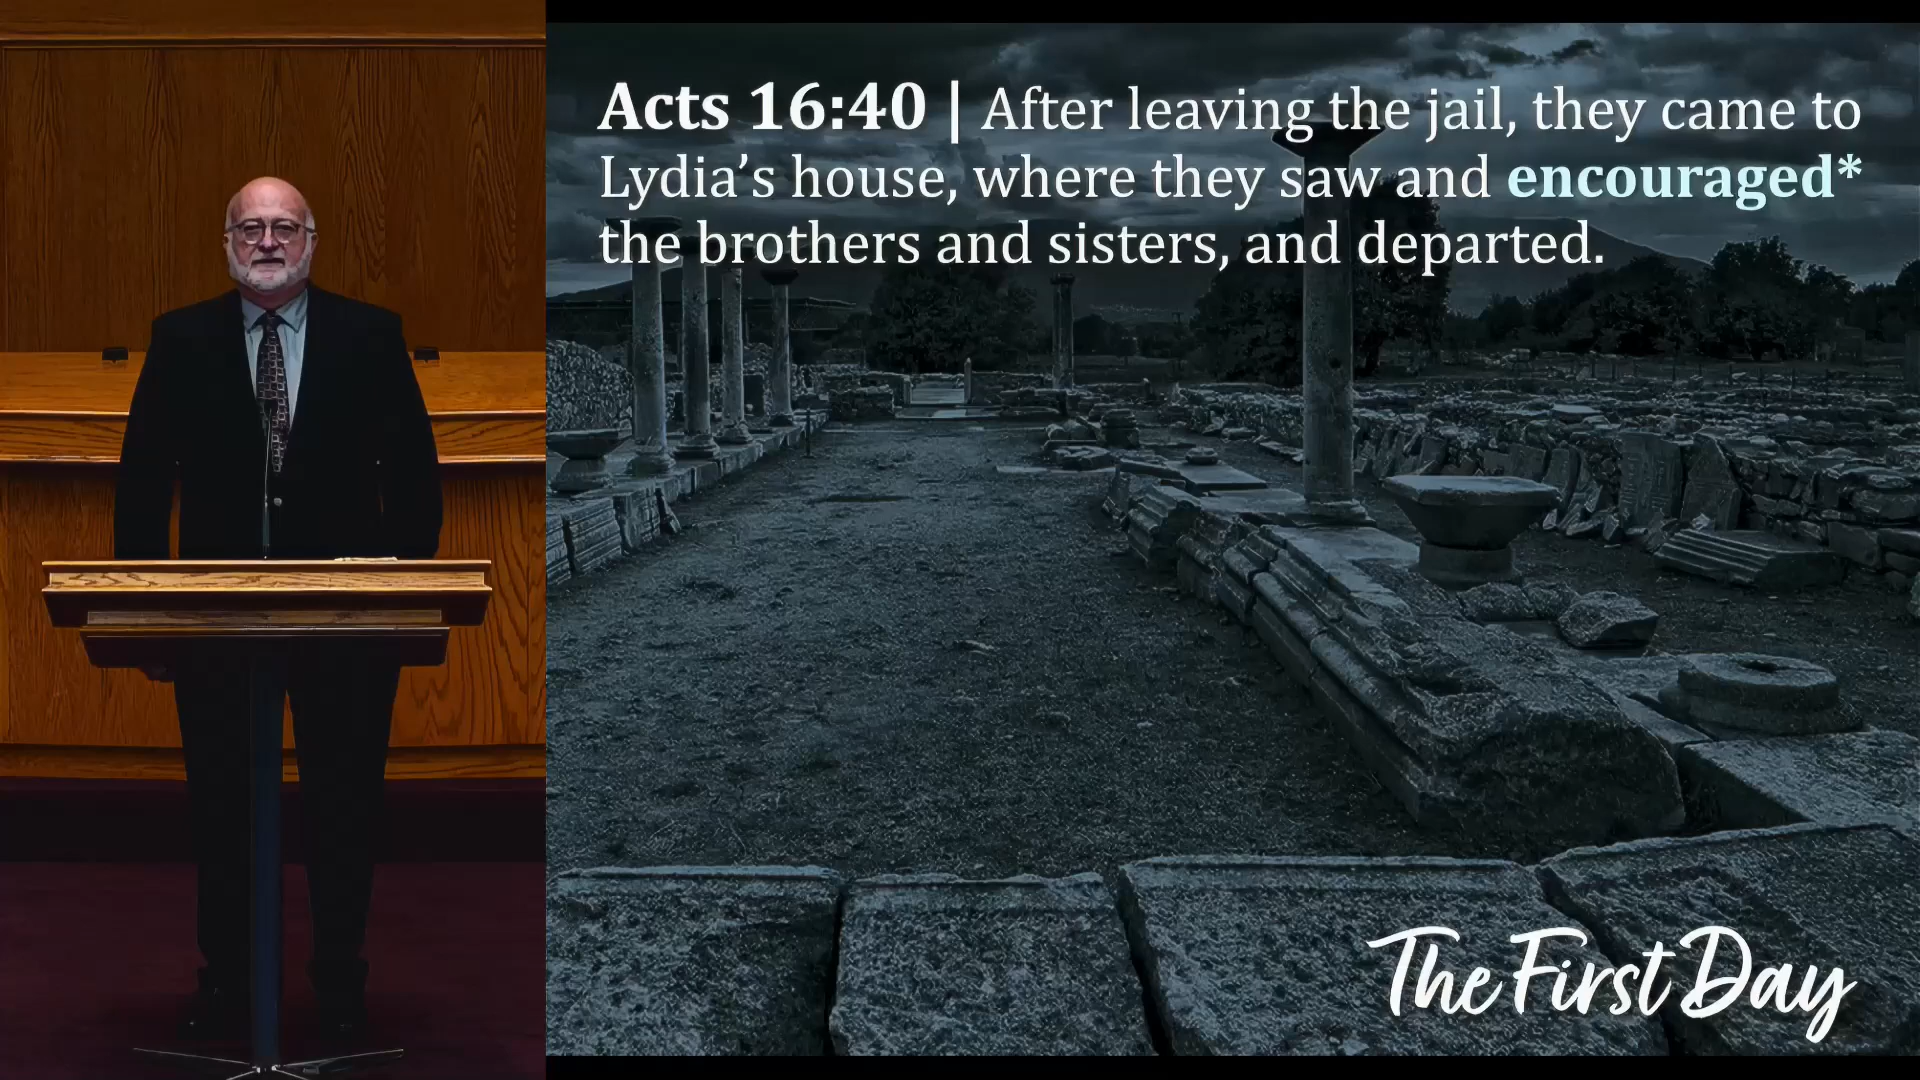 Acts 16:40 | After leaving the jail, they came to
Lydia’s house, where they saw and encouraged*
the brothers and sisters, and departed.
The First Day